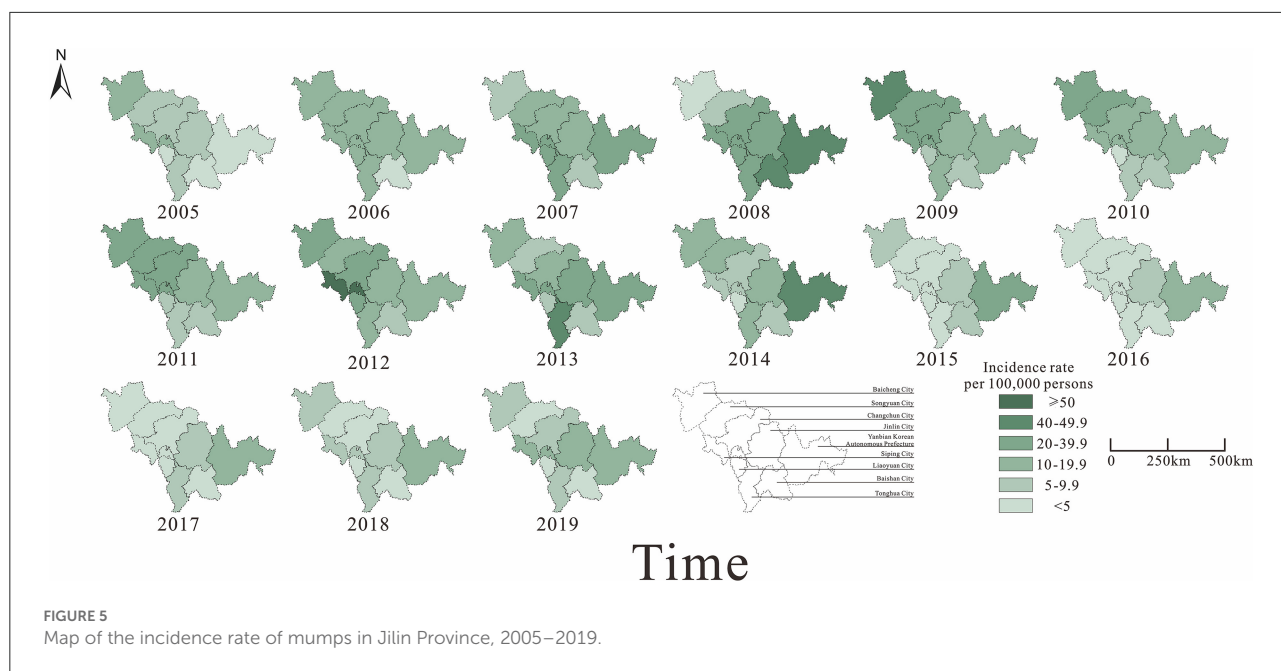 N
2005
2006
2007
2008
2009
2010
2011
2012
2013
2014
2015
2016
2017
2018
2019
Baichong City
Songyuan City
Changchun City
Jinlin City
Yanbian Korean
Autonomous Prefecture
Siping City
Liaoyuan City
Baishan City
Tonghua City
Incidence rate
per 100,000 persons
≥50
40-49.9
20-39.9
10-19.9
5-9.9
<5
0 250km 500km
Time
FIGURE 5
Map of the incidence rate of mumps in Jilin Province, 2005–2019.